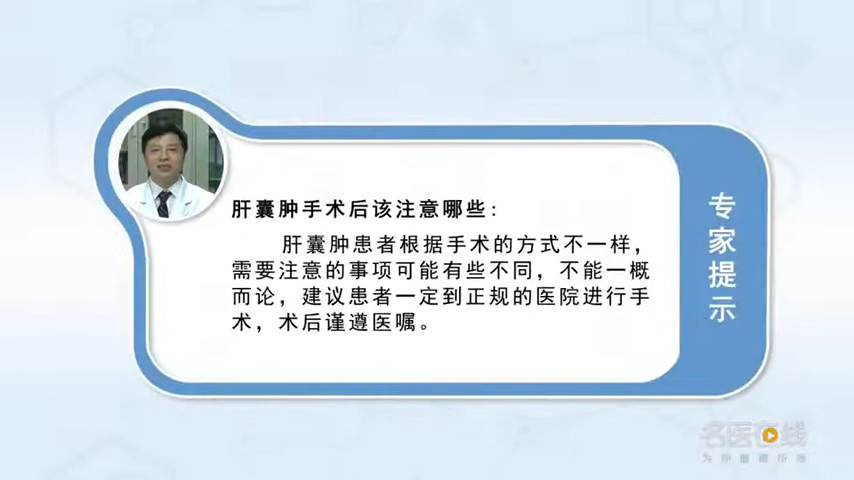 肝囊肿手术后该注意哪些：
肝囊肿患者根据手术的方式不一样，
需要注意的事项可能有些不同，不能一概
而论，建议患者一定到正规的医院进行手
术，术后谨遵医嘱。
专家提示
名医在线